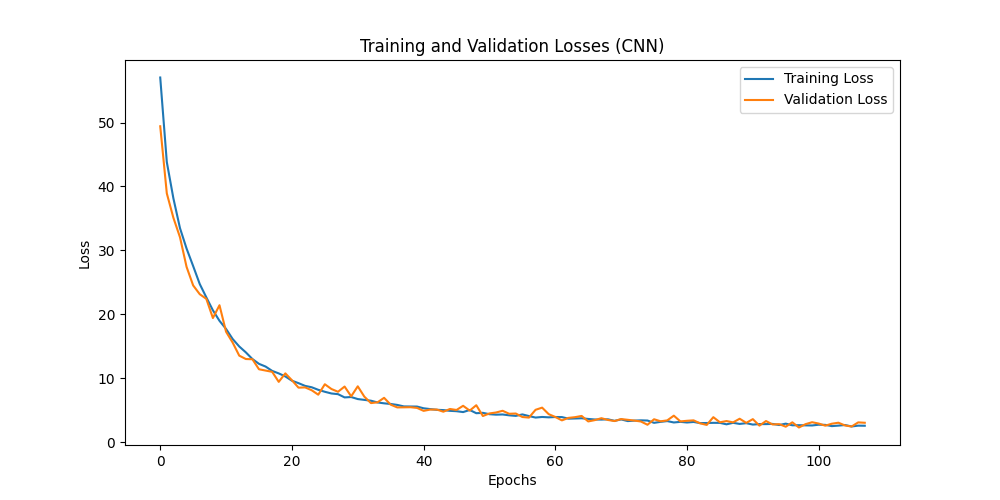 Training and Validation Losses (CNN)
Training Loss
Validation Loss
Loss
50
40
30
20
10
0
0 20 40 60 80 100
Epochs